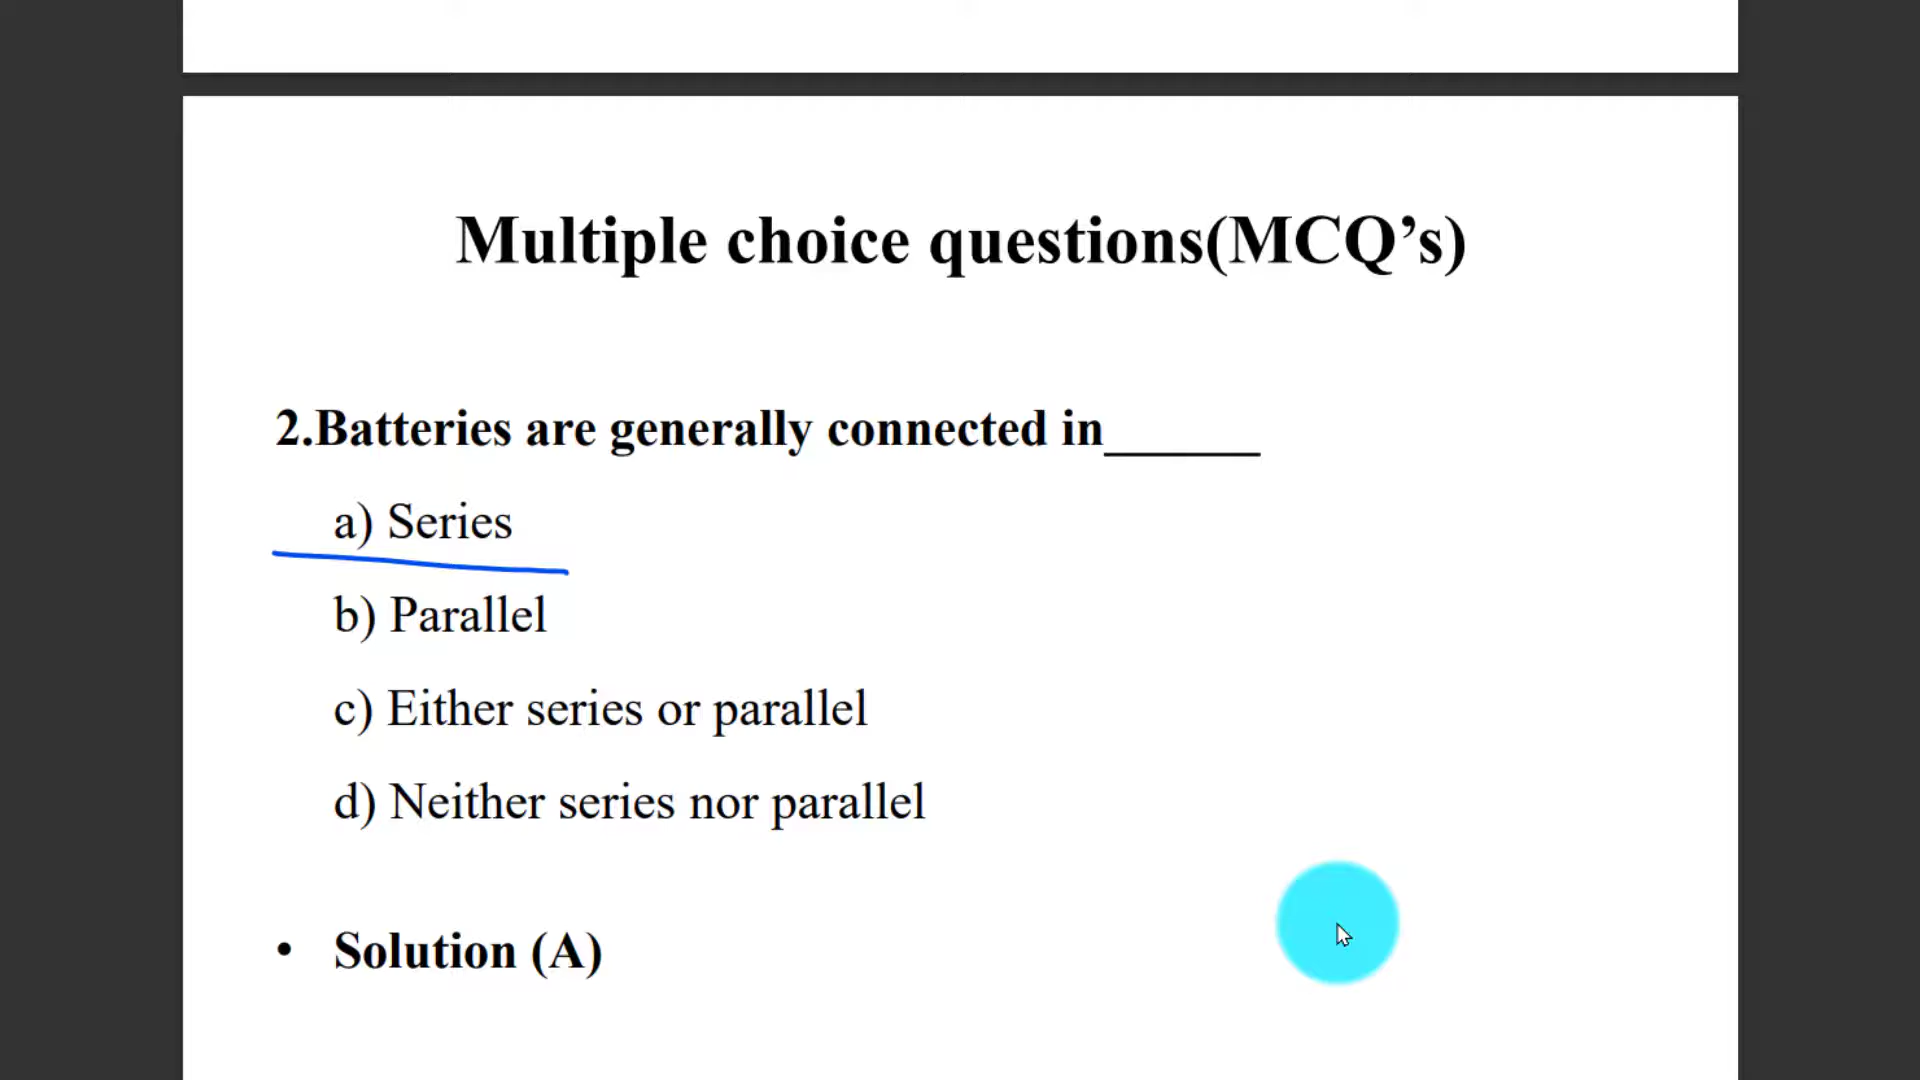 Multiple choice questions(MCQ’s)
2.Batteries are generally connected in______
a) Series
b) Parallel
c) Either series or parallel
d) Neither series nor parallel
• Solution (A)